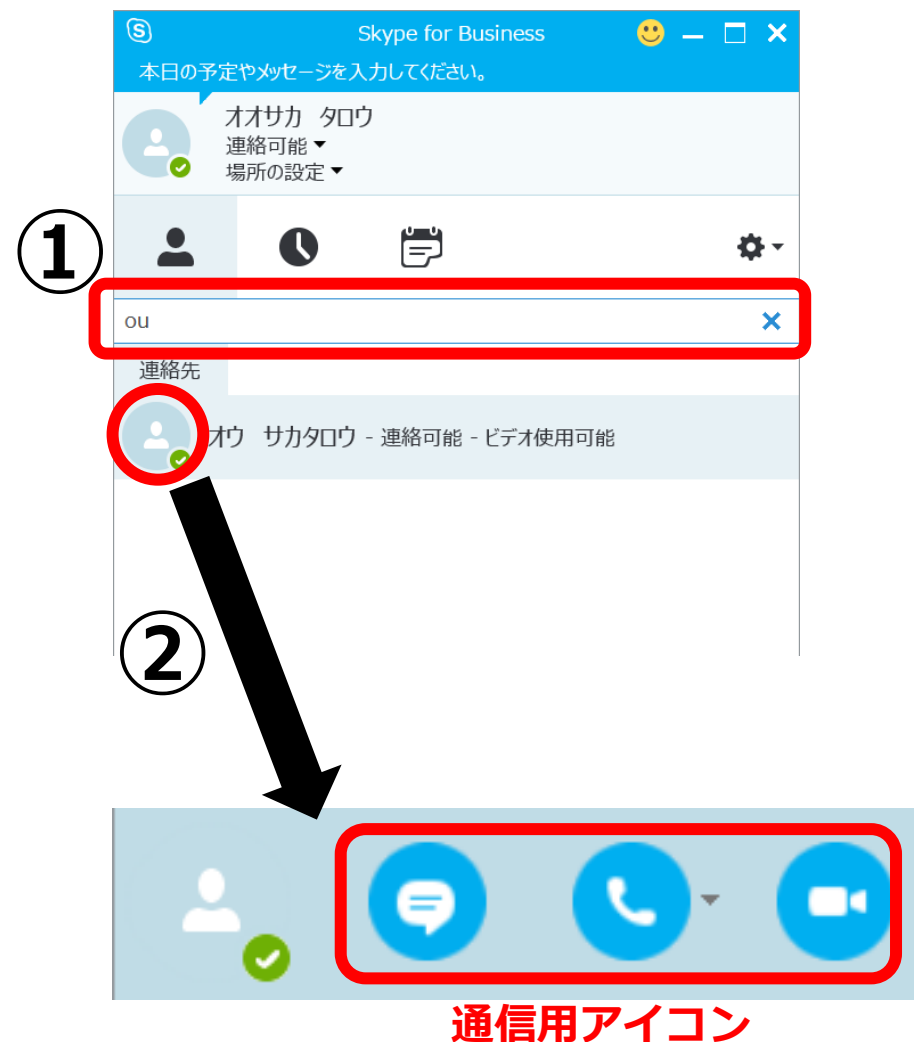 Skype for Business
本日の予定やメッセージを入力してください。
オオサカ タロウ
連絡可能
場所の設定
①
ou
連絡先
オウ サカタロウ - 連絡可能 - ビデオ使用可能
②
通信用アイコン